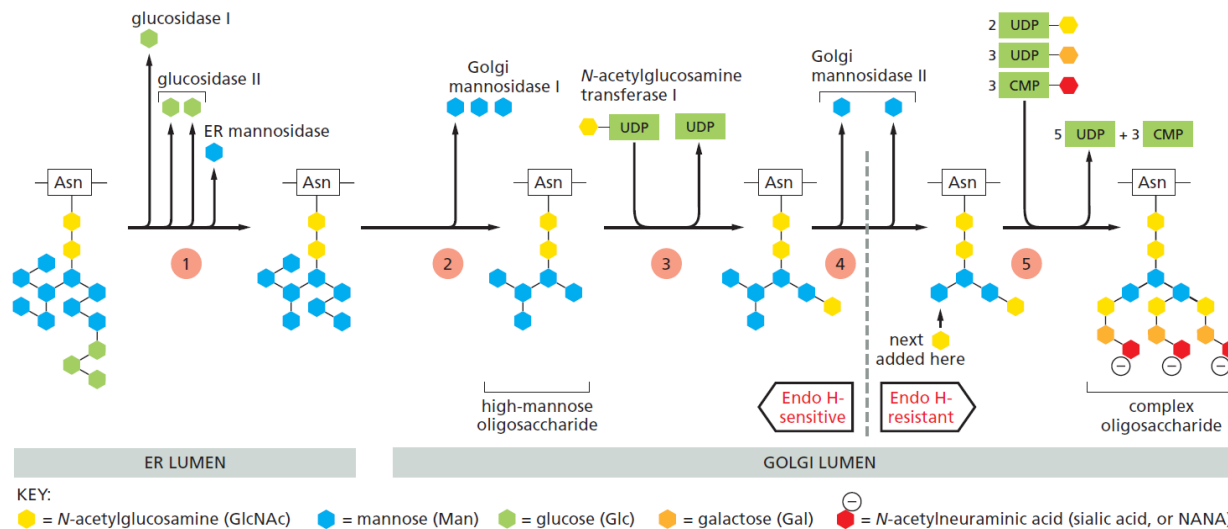 glucosidase I
glucosidase II
ER mannosidase
Golgi
mannosidase I
N-acetylglucosamine
transferase I
UDP
UDP
Golgi
mannosidase II
2 UDP
3 UDP
3 CMP
5 UDP + 3 CMP
Asn
Asn
Asn
Asn
Asn
Asn
1
2
3
4
5
next
added here
high-mannose
oligosaccharide
Endo H-
sensitive
Endo H-
resistant
complex
oligosaccharide
ER LUMEN
GOLGI LUMEN
KEY:
= N-acetylglucosamine (GlcNAc)
= mannose (Man)
= glucose (Glc)
= galactose (Gal)
= N-acetylneuraminic acid (sialic acid, or NANA